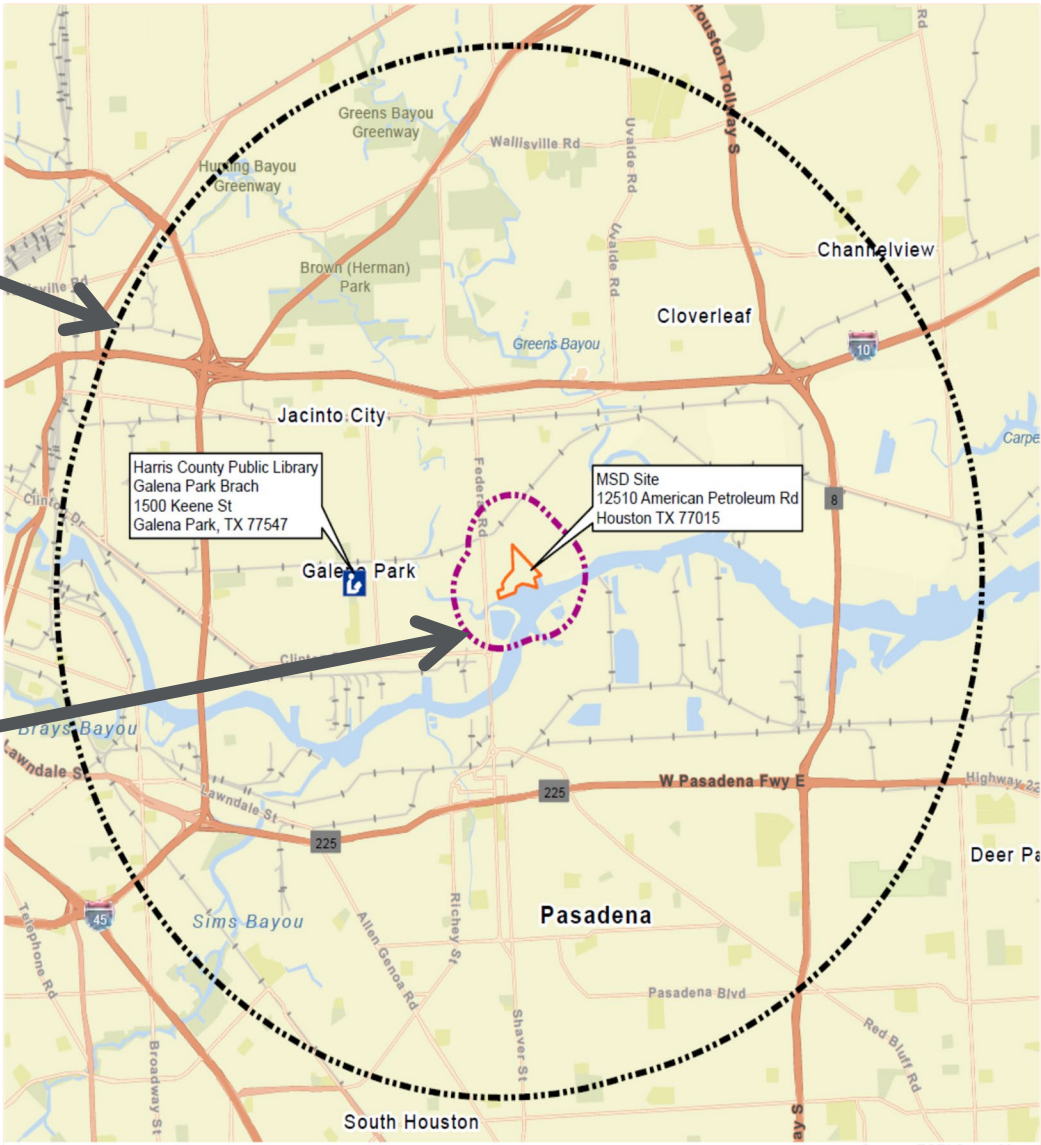 Houston Tollway S
Rd
Greens Bayou
Greenway
Wallisville Rd
Uvalde Rd
Hunting Bayou
Greenway
Uvalde Rd
Channelview
Brown (Herman)
Park
Cloverleaf
Greens Bayou
10
Jacinto City
Harris County Public Library
Galena Park Brach
1500 Keene St
Galena Park, TX 77547
Federal Rd
MSD Site
12510 American Petroleum Rd
Houston TX 77015
Carpe
Clinton Dr
8
Galena Park
Brays Bayou
Lawndale S
W Pasadena Fwy E
Highway 22
Lawndale St
225
225
Deer Pa
45
Sims Bayou
Telephone Rd
Allen Genoa Rd
Richey St
Pasadena
Pasadena Blvd
Red Bluff Rd
Shaver St
Broadway St
South Houston
ay S